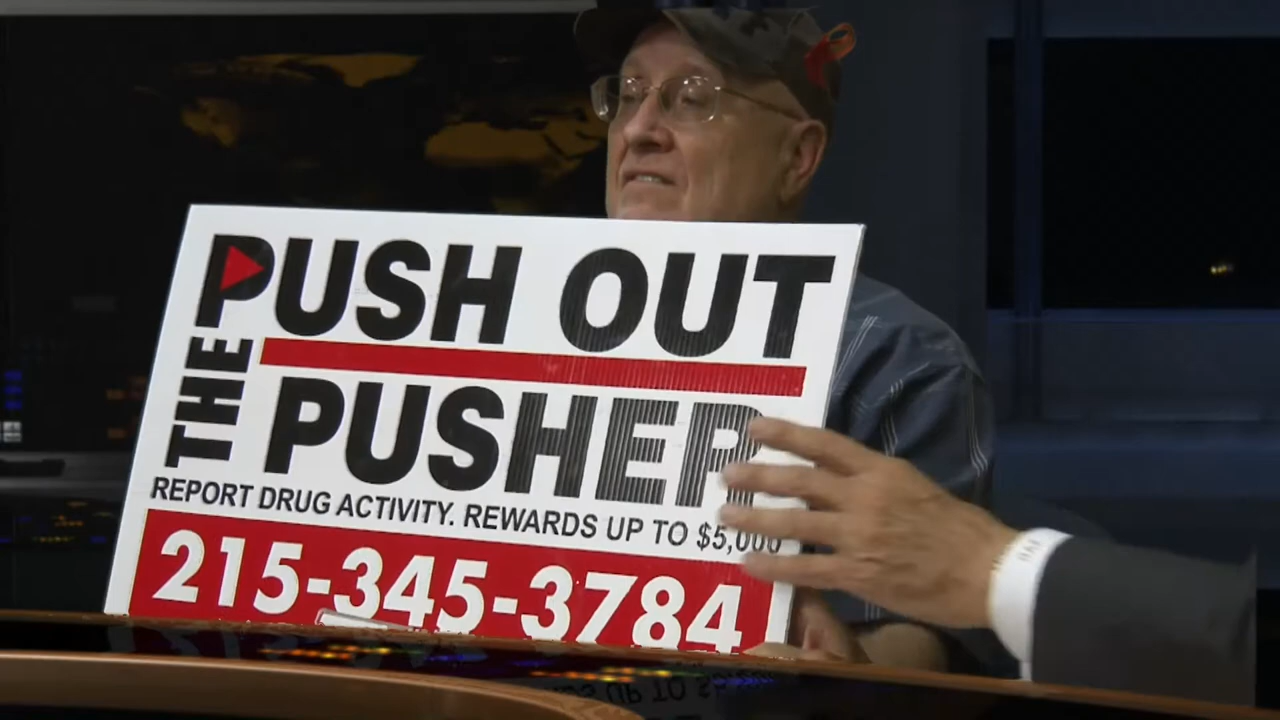 PUSH OUT
THE
PUSHER
REPORT DRUG ACTIVITY. REWARDS UP TO $5,000
215-345-3784